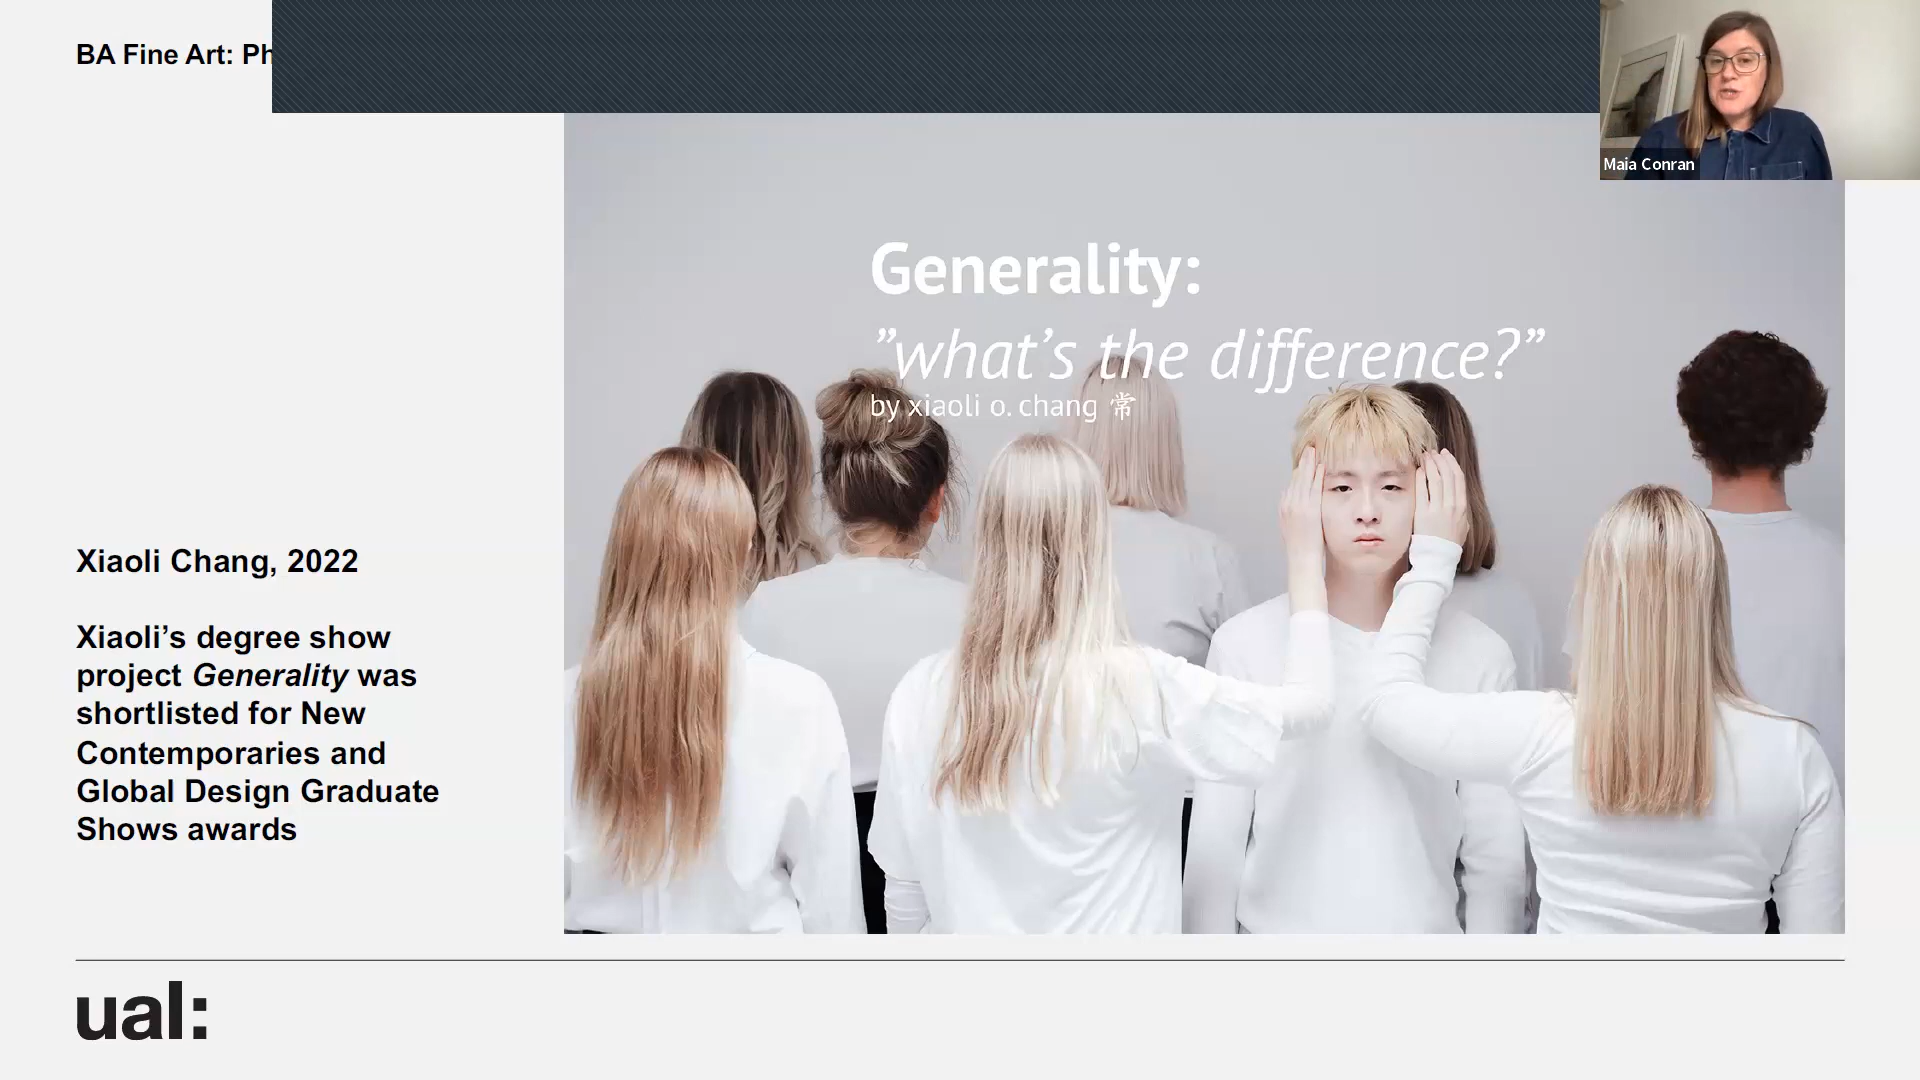 BA Fine Art: Ph
Maia Conran
Generality:
”what’s the difference?”
by xiaoli o. chang 常
Xiaoli Chang, 2022
Xiaoli’s degree show
project Generality was
shortlisted for New
Contemporaries and
Global Design Graduate
Shows awards
ual: